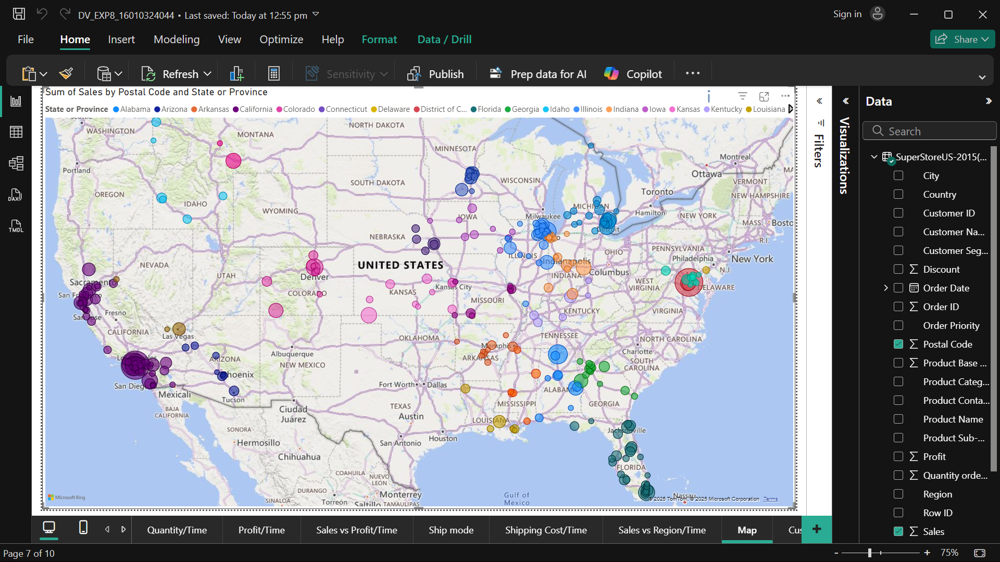 DV_EXP8_16010324044 • Last saved: Today at 12:55 pm
Sign in
File
Home
Insert
Modeling
View
Optimize
Help
Format
Data / Drill
Share
Refresh
Sensitivity
Publish
Prep data for AI
Copilot
Sum of Sales by Postal Code and State or Province
State or Province Alabama Arizona Arkansas California Colorado Connecticut Delaware District of C... Florida Georgia Idaho Illinois Indiana Iowa Kansas Kentucky Louisiana
WASHINGTON
MONTANA
NORTH DAKOTA
MINNESOTA
Montreal
Portland
Ottawa
SOUTH DAKOTA
WISCONSIN
VERMONT
OREGON
IDAHO
Toronto
NEW HAMPSHIRE
WYOMING
MICHIGAN
IOWA
Milwaukee
Hamilton
NEW YORK
MASS.
Detroit
NEBRASKA
R.I.
ILLINOIS
PENNSYLVANIA
OHIO
Philadelphia
New York
NEVADA
UNITED STATES
Indianapolis
N.J.
UTAH
Denver
INDIANA
Columbus
Sacramento
Kansas City
WEST
VIRGINIA
DELAWARE
COLORADO
KANSAS
MISSOURI
San Jose
Fresno
KENTUCKY
VIRGINIA
CALIFORNIA
Las Vegas
OKLAHOMA
TENNESSEE
NORTH CAROLINA
Memphis
Albuquerque
Charlotte
ARIZONA
ARKANSAS
NEW MEXICO
SOUTH
CAROLINA
Phoenix
San Diego
Fort Worth
Dallas
ALABAMA
Mexicali
Tucson
MISSISSIPPI
GEORGIA
BAJA
CALIFORNIA
Ciudad
Juárez
TEXAS
Austin
LOUISIANA
SONORA
Jacksonville
Hermosillo
San Antonio
Houston
Chihuahua
FLORIDA
COAHUILA
NUEVO
LEÓN
DURANGO
Monterrey
Gulf of
Mexico
Nassau
Microsoft Bing
SINALOA
Torreón
Saltillo
TAMAULIPAS
© 2025 TomTom, © 2025 Microsoft Corporation Terms
Filters
Visualizations
Data
Search
SuperStoreUS-2015(...
City
Country
Customer ID
Customer Na...
Customer Seg...
Discount
Order Date
Order ID
Order Priority
Postal Code
Product Base ...
Product Categ...
Product Conta...
Product Name
Product Sub-...
Profit
Quantity orde...
Region
Row ID
Sales
DAX
TMDL
Quantity/Time
Profit/Time
Sales vs Profit/Time
Ship mode
Shipping Cost/Time
Sales vs Region/Time
Map
Page 7 of 10
75%